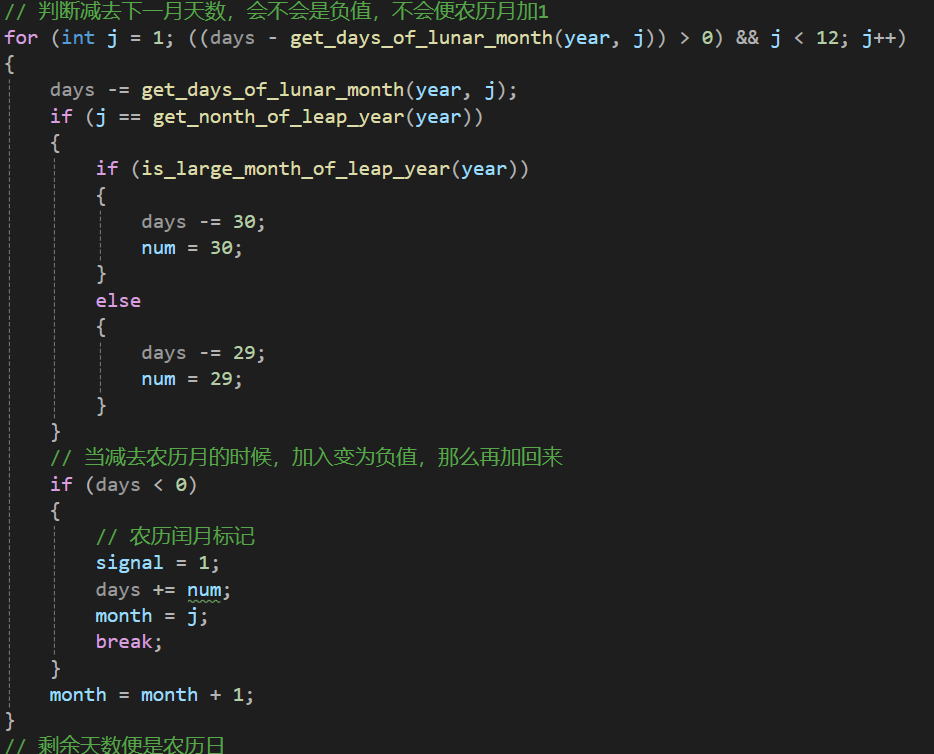 // 判断减去下一月天数，会不会是负值，不会便农历月加1
for (int j = 1; ((days - get_days_of_lunar_month(year, j)) > 0) && j < 12; j++)
{
days -= get_days_of_lunar_month(year, j);
if (j == get_nonth_of_leap_year(year))
{
if (is_large_month_of_leap_year(year))
{
days -= 30;
num = 30;
}
else
{
days -= 29;
num = 29;
}
}
// 当减去农历月的时候，加入变为负值，那么再加回来
if (days < 0)
{
// 农历闰月标记
signal = 1;
days += num;
month = j;
break;
}
month = month + 1;
}
// 剩余天数便是农历日